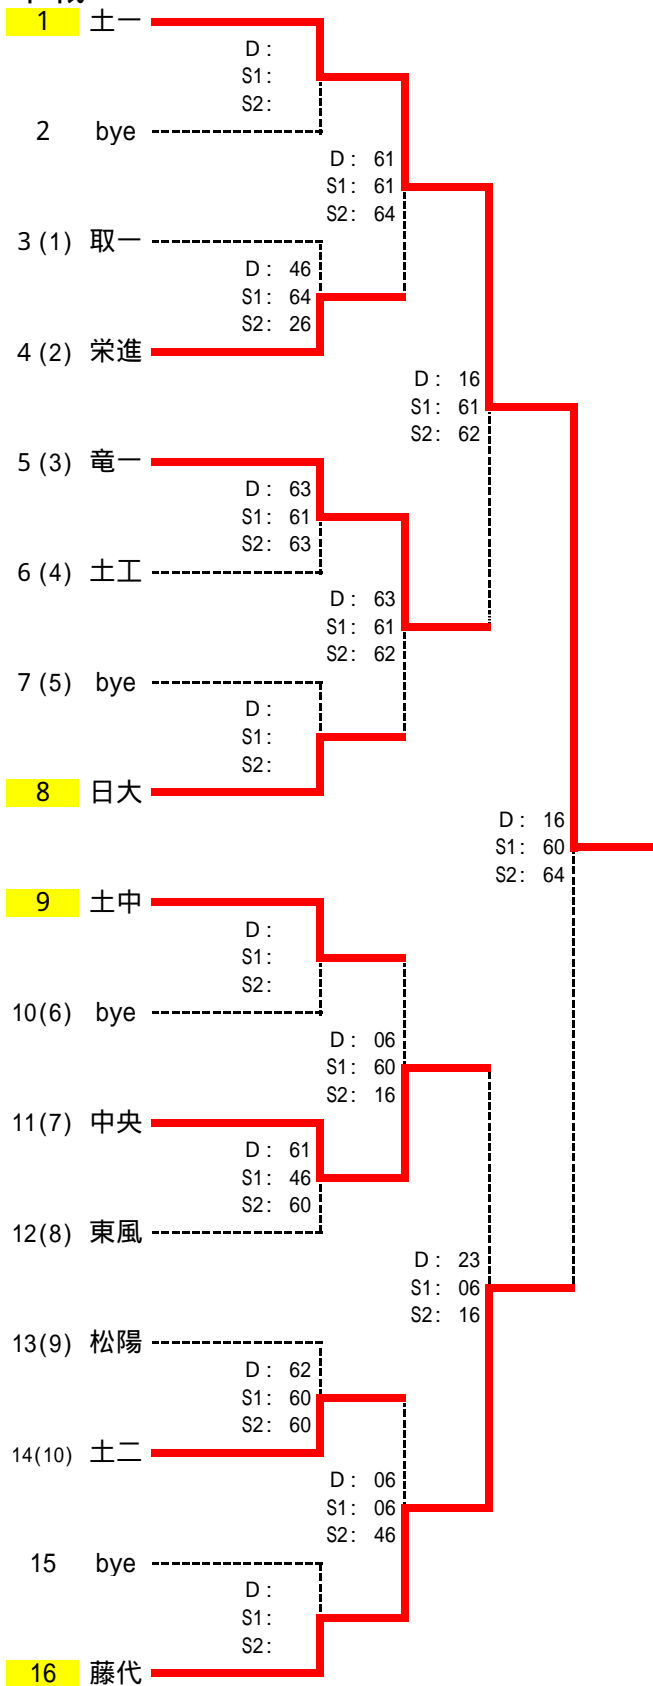 1 土一
D :
S1:
S2:
2 bye
D : 61
S1: 61
S2: 64
3 (1) 取一
D : 46
S1: 64
S2: 26
4 (2) 栄進
D : 16
S1: 61
S2: 62
5 (3) 竜一
D : 63
S1: 61
S2: 63
6 (4) 土工
D : 63
S1: 61
S2: 62
7 (5) bye
D :
S1:
S2:
8 日大
D : 16
S1: 60
S2: 64
9 土中
D :
S1:
S2:
10(6) bye
D : 06
S1: 60
S2: 16
11(7) 中央
D : 61
S1: 46
S2: 60
12(8) 東風
D : 23
S1: 06
S2: 16
13(9) 松陽
D : 62
S1: 60
S2: 60
14(10) 土二
D : 06
S1: 06
S2: 46
15 bye
D :
S1:
S2:
16 藤代